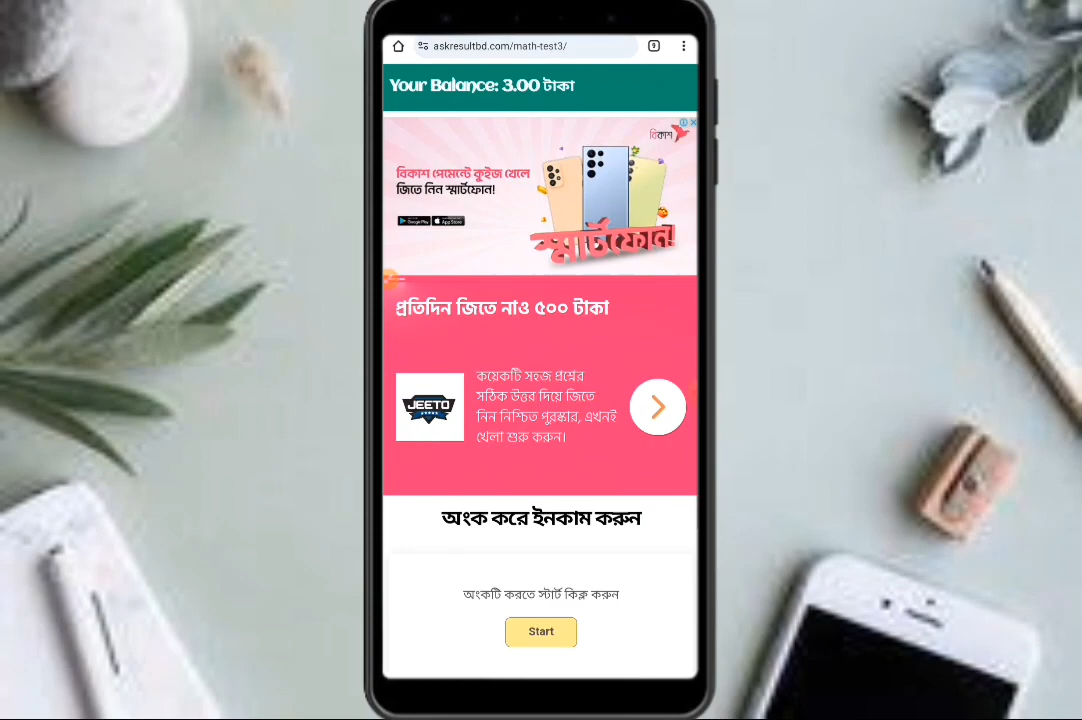 askresultbd.com/math-test3/
9
Your Balance: 3.00 টাকা
বিকাশ
বিকাশ পেমেন্টে কুইজ খেলে
জিতে নিন স্মার্টফোন!
Google Play
App Store
স্মার্টফোন!
প্রতিদিন জিতে নাও ৫০০ টাকা
JEETO
কয়েকটি সহজ প্রশ্নের
সঠিক উত্তর দিয়ে জিতে
নিন নিশ্চিত পুরস্কার, এখনই
খেলা শুরু করুন।
অংক করে ইনকাম করুন
অংকটি করতে স্টার্ট কিক্ল করুন
Start